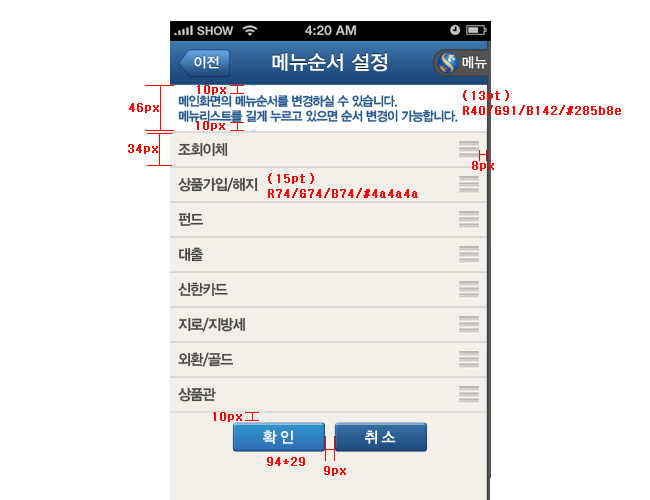 SHOW 4:20 AM
이전 메뉴순서 설정 메뉴
10px
46px
메인화면의 메뉴순서를 변경하실 수 있습니다.
(13pt)
R40/G91/B142/#285b8e
메뉴리스트를 길게 누르고 있으면 순서 변경이 가능합니다.
10px
34px
조회이체
8px
상품가입/해지
(15pt)
R74/G74/B74/#4a4a4a
펀드
대출
신한카드
지로/지방세
외환/골드
상품관
10px
확인 취소
94*29
9px